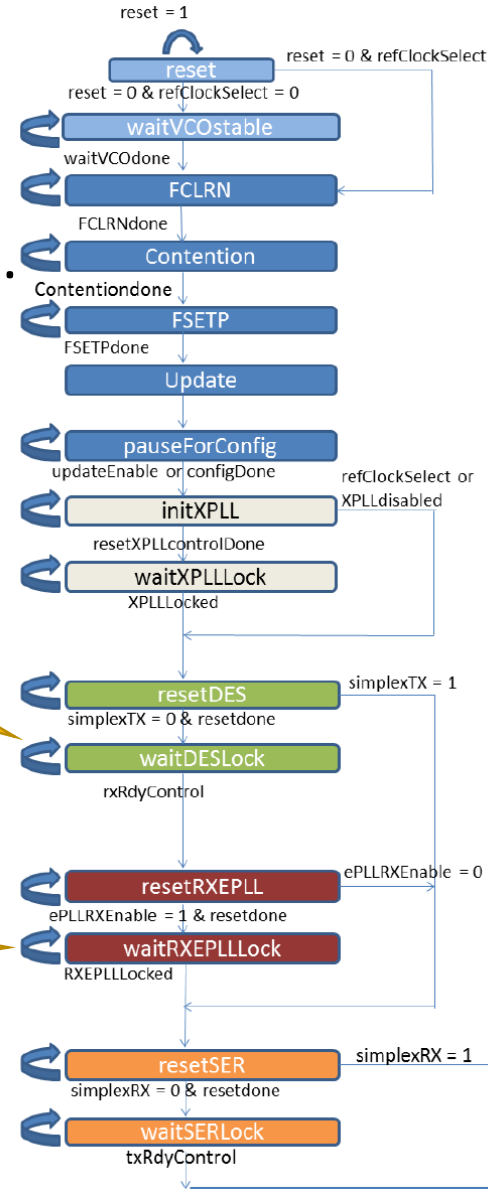 reset = 1
reset = 0 & refClockSelect
reset
reset = 0 & refClockSelect = 0
waitVCOstable
waitVCOdone
FCLRN
FCLRNdone
Contention
Contentiondone
FSETP
FSETPdone
Update
pauseForConfig
updateEnable or configDone
refClockSelect or
XPLLdisabled
initXPLL
resetXPLLcontrolDone
waitXPLLLock
XPLLLocked
resetDES
simplexTX = 1
simplexTX = 0 & resetdone
waitDESLock
rxRdyControl
ePLLRXEnable = 0
resetRXEPLL
ePLLRXEnable = 1 & resetdone
waitRXEPLLLock
RXEPLLLocked
resetSER
simplexRX = 1
simplexRX = 0 & resetdone
waitSERLock
txRdyControl